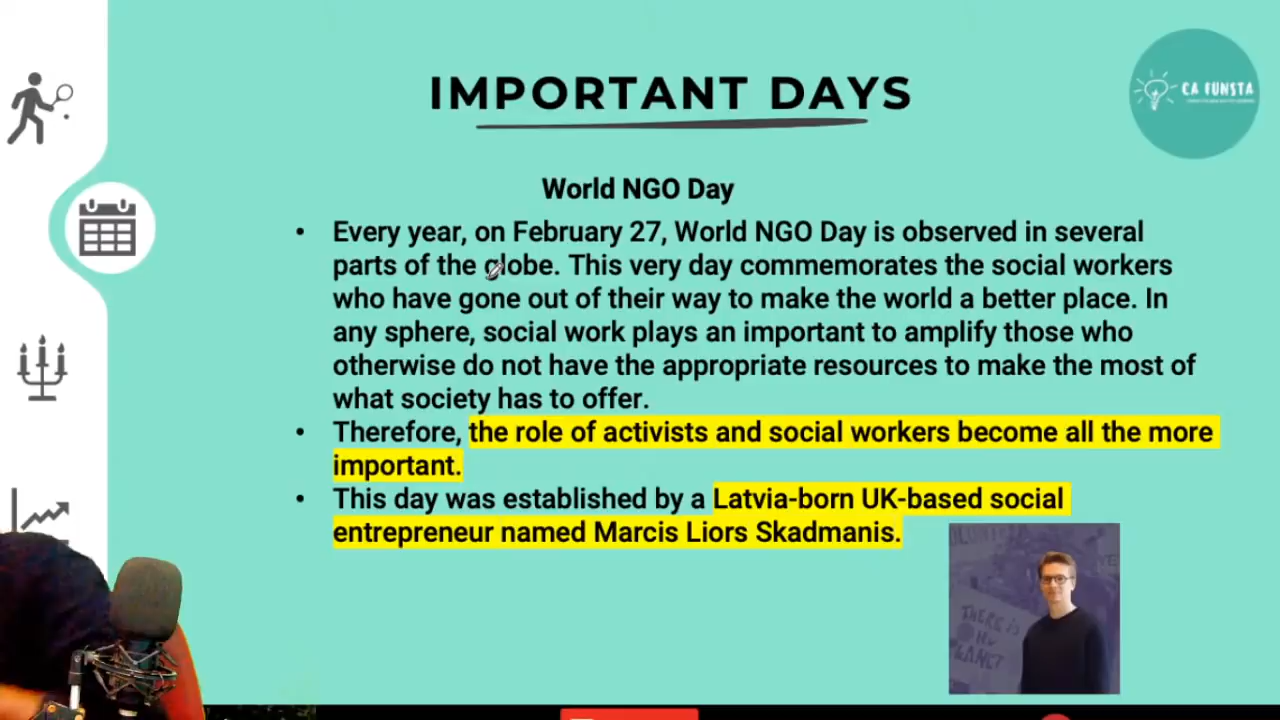 IMPORTANT DAYS
CA FUNSTA
World NGO Day
• Every year, on February 27, World NGO Day is observed in several
parts of the globe. This very day commemorates the social workers
who have gone out of their way to make the world a better place. In
any sphere, social work plays an important to amplify those who
otherwise do not have the appropriate resources to make the most of
what society has to offer.
• Therefore, the role of activists and social workers become all the more
important.
• This day was established by a Latvia-born UK-based social
entrepreneur named Marcis Liors Skadmanis.
THERE IS
NO
PLANET